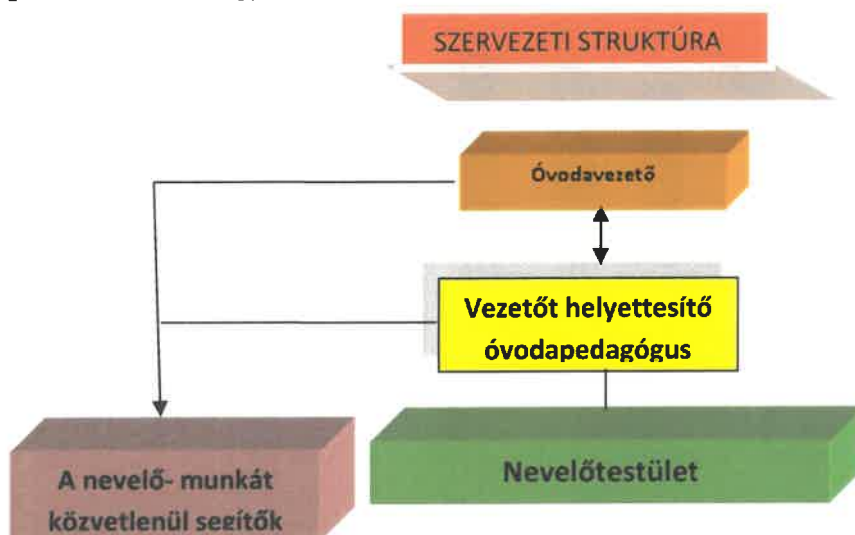 SZERVEZETI STRUKTÚRA
Óvodavezető
Vezetőt helyettesítő
óvodapedagógus
Nevelőtestület
A nevelő- munkát
közvetlenül segítők